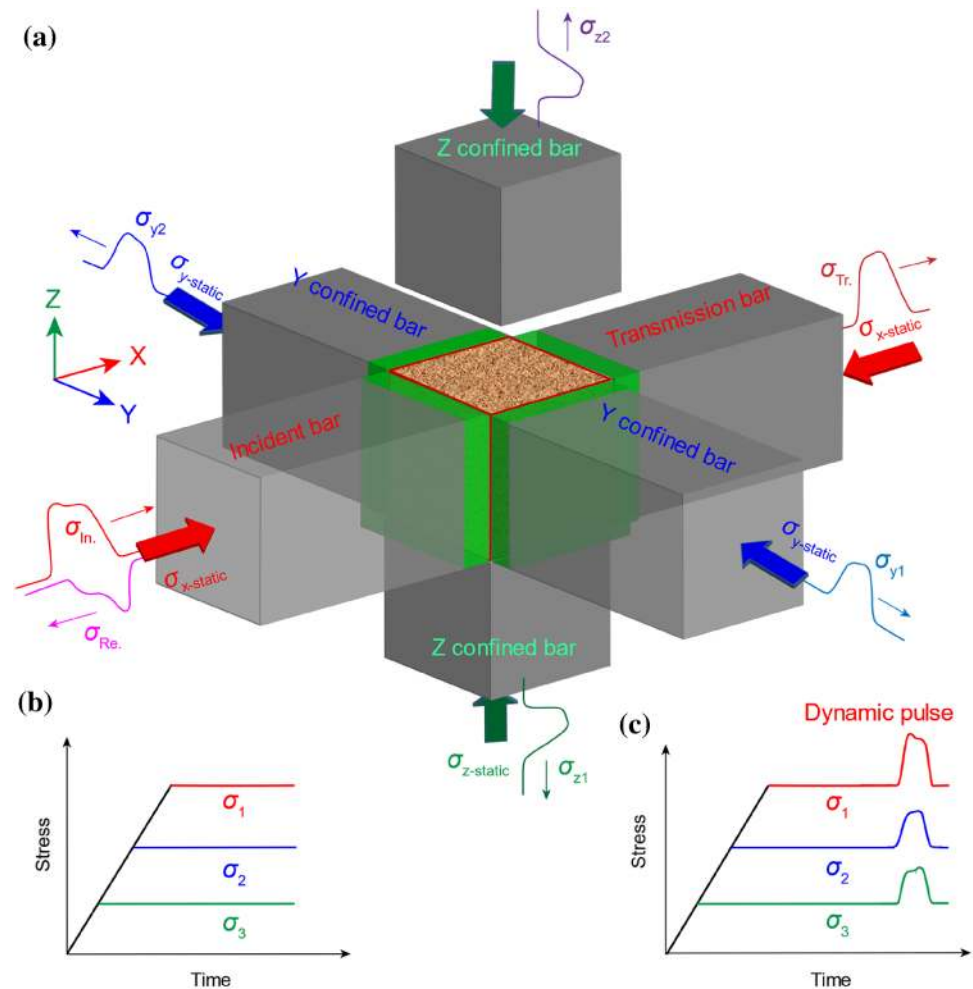 (a)
σz2
Z confined bar
σy2
σy-static
Y confined bar
Transmission bar
σTr.
σx-static
Z
X
Y
Incident bar
Y confined bar
σIn.
σx-static
σRe.
σy-static
σy1
Z confined bar
σz-static
σz1
(b)
Stress
σ1
σ2
σ3
Time
(c)
Dynamic pulse
Stress
σ1
σ2
σ3
Time